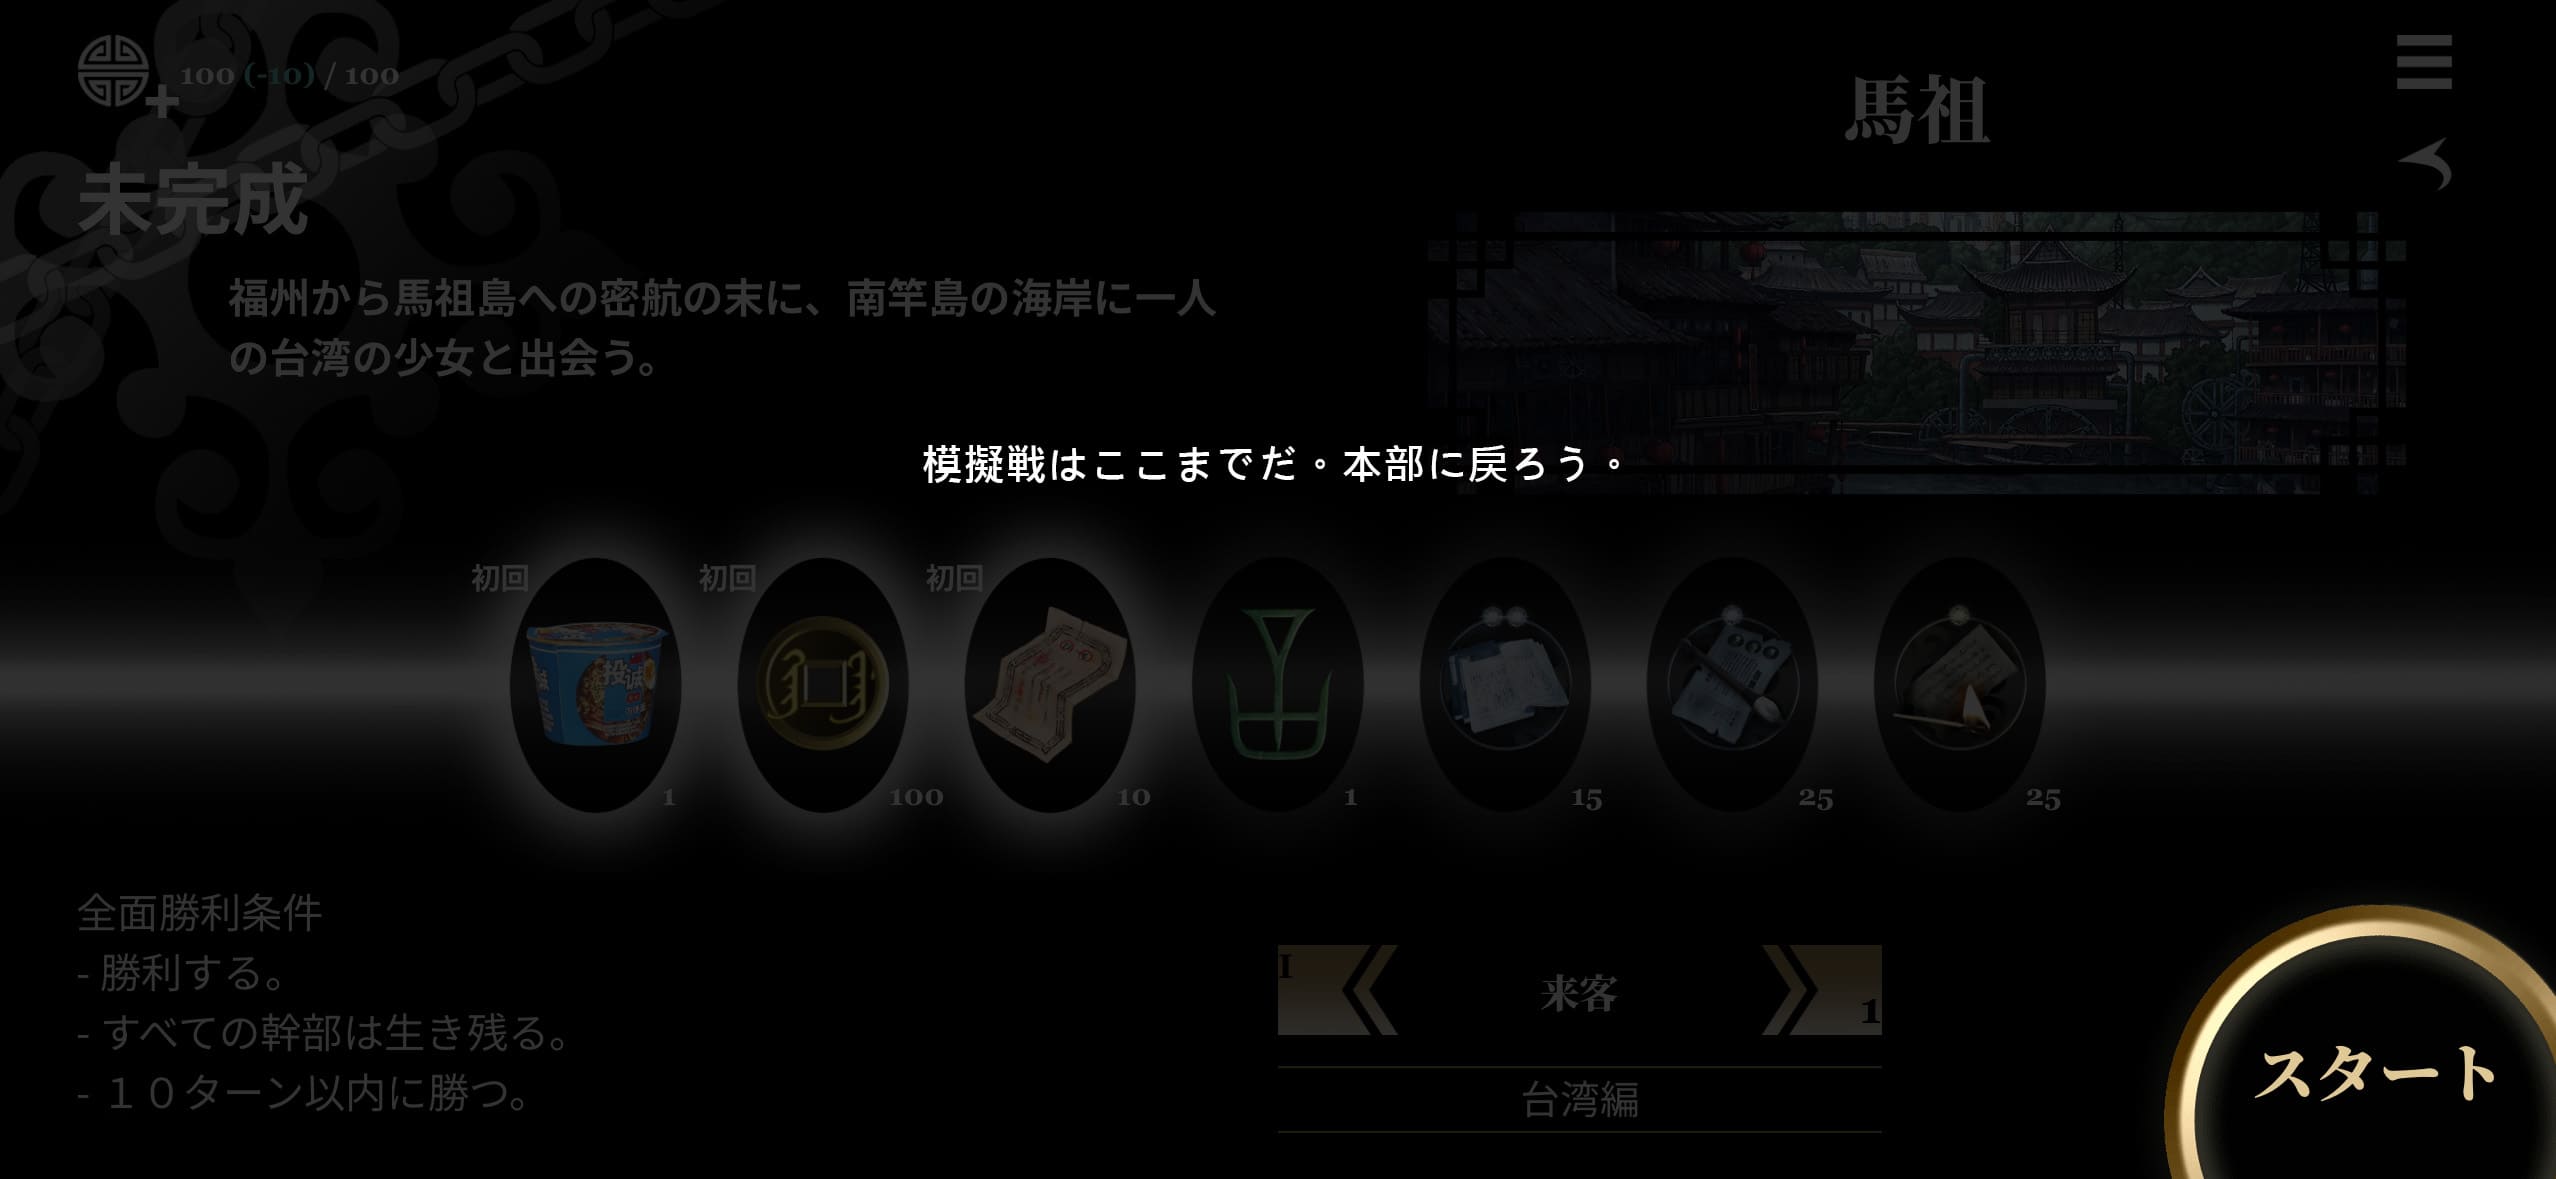 100 (-10) / 100
馬祖
未完成
福州から馬祖島への密航の末に、南竿島の海岸に一人
の台湾の少女と出会う。
模擬戦はここまでだ。本部に戻ろう。
初回
初回
初回
投诚
1
100
10
1
15
25
25
全面勝利条件
- 勝利する。
- すべての幹部は生き残る。
- １０ターン以内に勝つ。
I
来客
1
台湾編
スタート